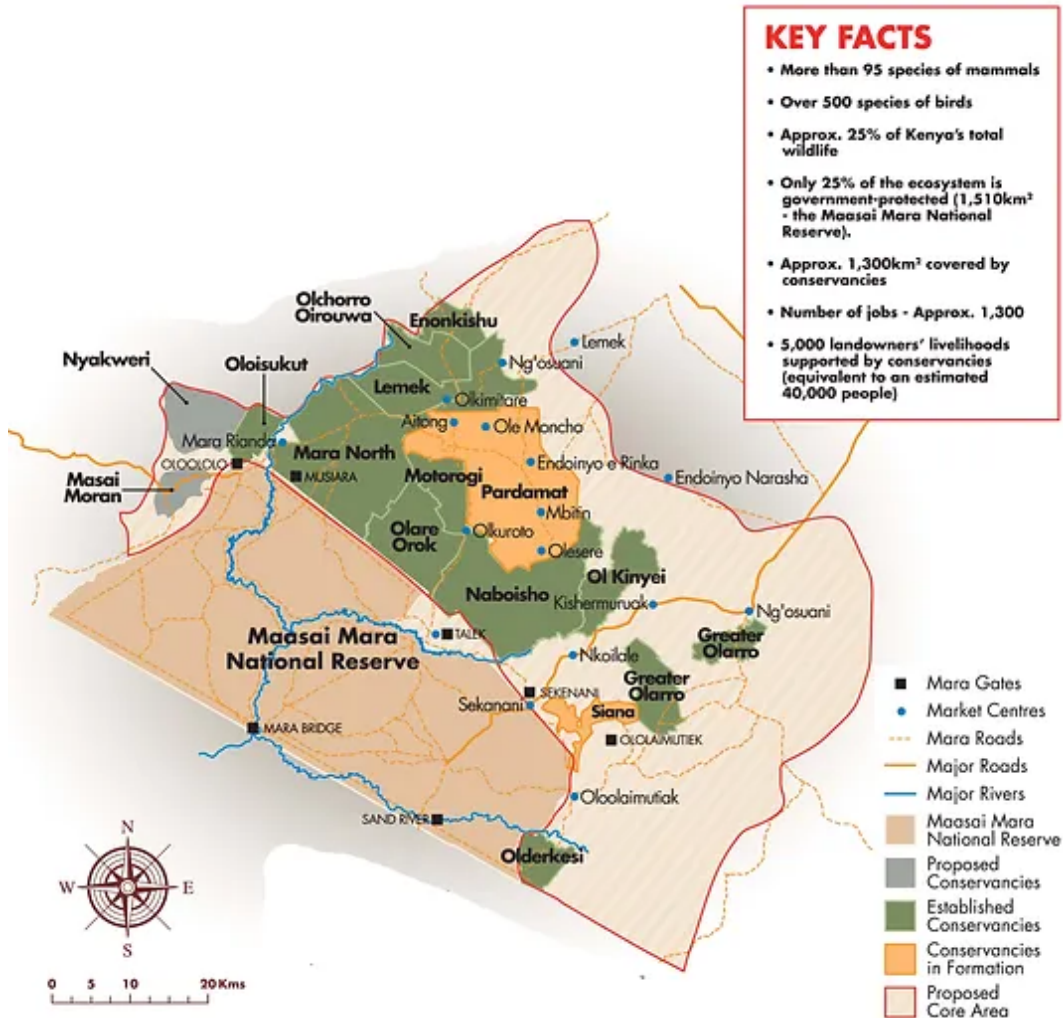 KEY FACTS
• More than 95 species of mammals
• Over 500 species of birds
• Approx. 25% of Kenya's total
wildlife
• Only 25% of the ecosystem is
government-protected (1,510km²
- the Maasai Mara National
Reserve).
• Approx. 1,300km² covered by
conservancies
• Number of jobs - Approx. 1,300
• 5,000 landowners' livelihoods
supported by conservancies
(equivalent to an estimated
40,000 people)
Olchorro
Oirouwa
Enonkishu
Lemek
Nyakweri
Oloisukut
Ng'osuani
Lemek
Olkimitare
Aitong
Ole Moncho
Mara Rianda
Mara North
OLOOLOLO
MUSIARA
Endoinyo e Rinka
Masai
Moran
Motorogi
Pardamat
Endoinyo Narasha
Mbitin
Olare
Orok
Olkuroto
Olesere
Ol Kinyei
Naboisho
Kishermuruak
Ng'osuani
TALEK
Maasai Mara
National Reserve
Greater
Olarro
Nkoilale
Greater
Olarro
SEKENANI
Sekanani
Siana
OLOLAIMUTIEK
MARA BRIDGE
Oloolaimutiak
SAND RIVER
Olderkesi
N
W
E
S
0 5 10 20 Kms
Mara Gates
Market Centres
Mara Roads
Major Roads
Major Rivers
Maasai Mara
National Reserve
Proposed
Conservancies
Established
Conservancies
Conservancies
in Formation
Proposed
Core Area